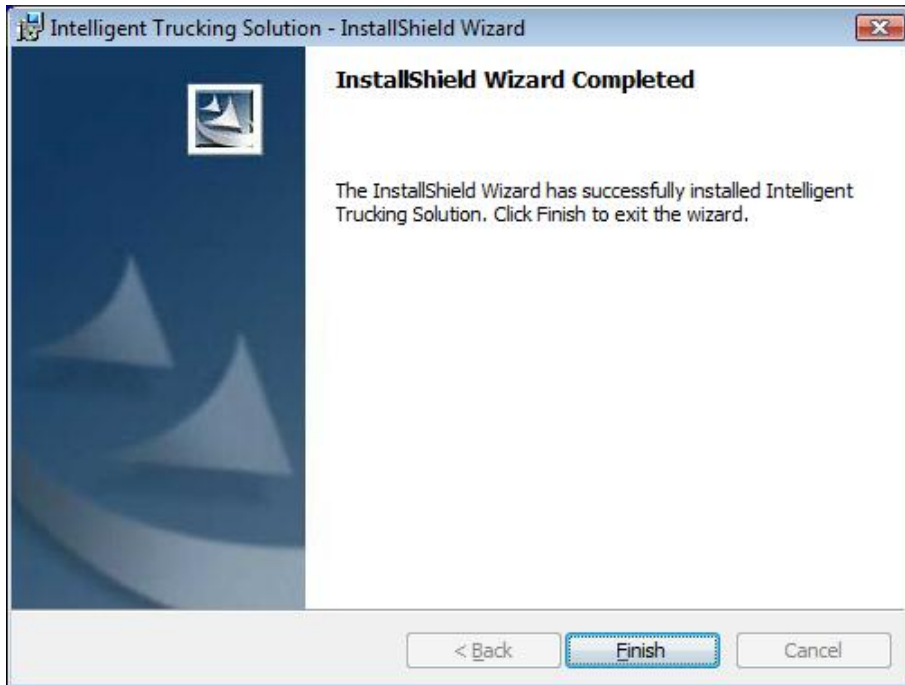 Intelligent Trucking Solution - InstallShield Wizard
InstallShield Wizard Completed
The InstallShield Wizard has successfully installed Intelligent
Trucking Solution. Click Finish to exit the wizard.
< Back
Finish
Cancel